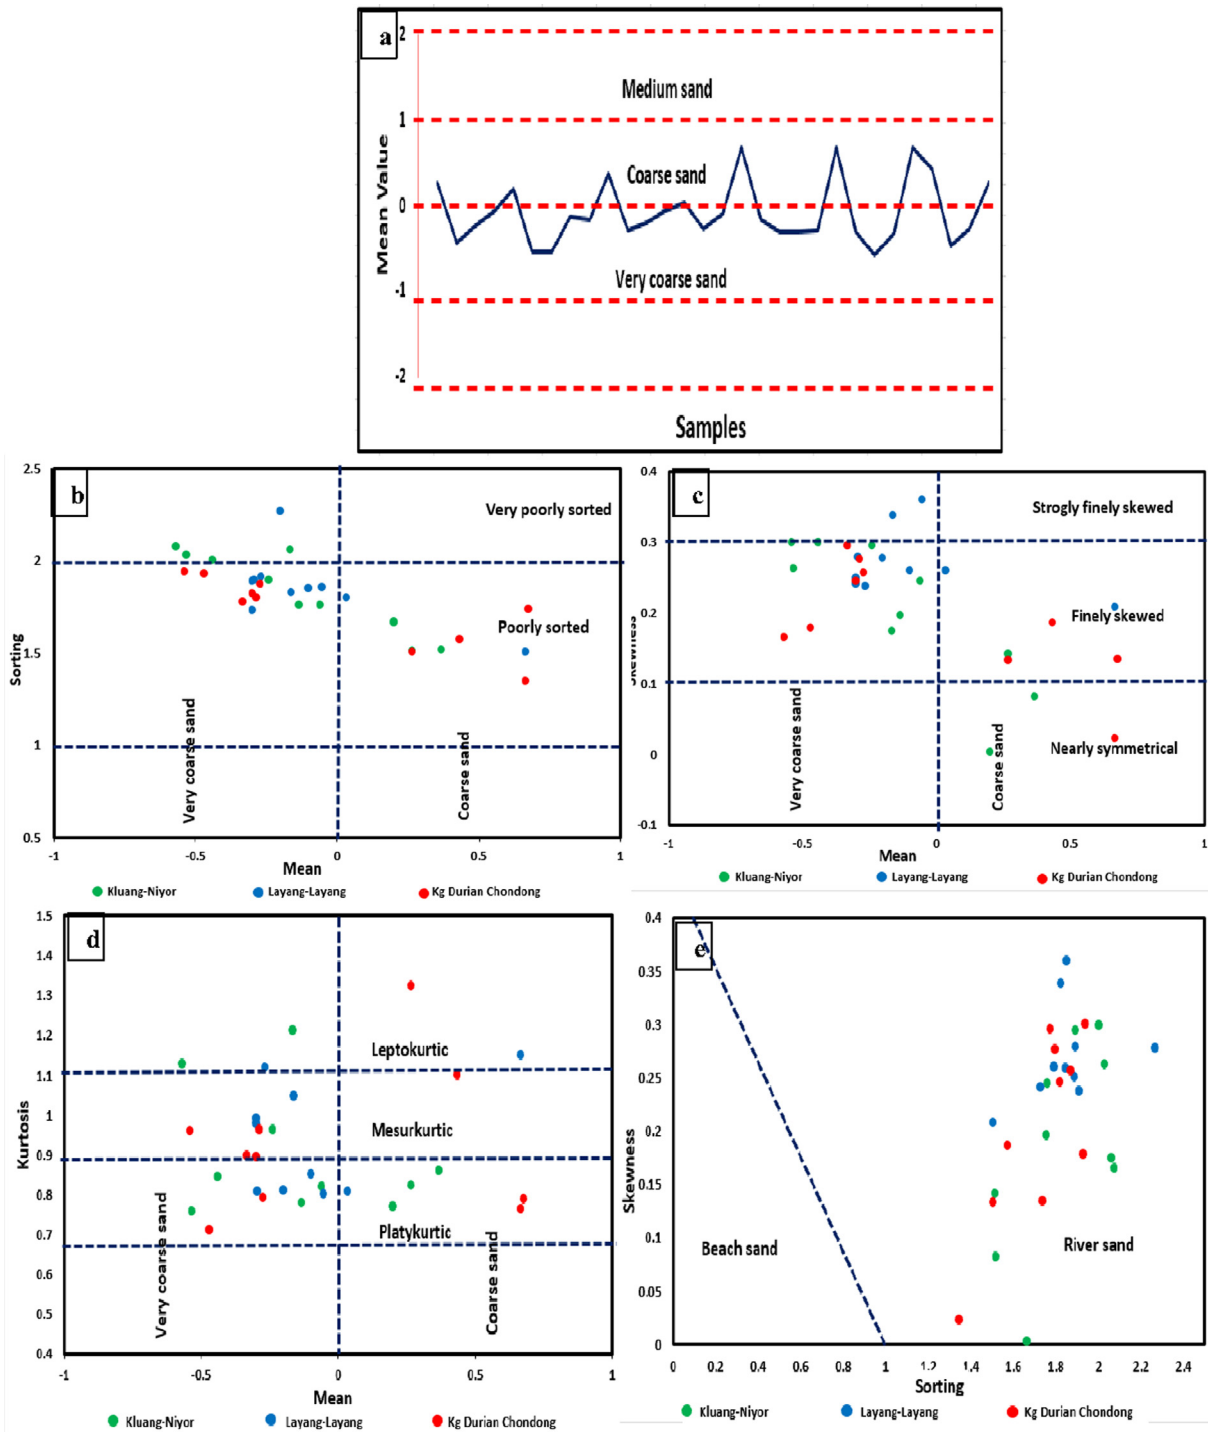 a
2
Medium sand
1
Coarse sand
0
Mean Value
Very coarse sand
-1
-2
Samples
b
2.5
Very poorly sorted
2
Poorly sorted
1.5
Sorting
1
0.5
Very coarse sand
Coarse sand
-1 -0.5 0 0.5 1
Mean
Kluang-Niyor Layang-Layang Kg Durian Chondong
c
0.4
Strogly finely skewed
0.3
0.2
Finely skewed
0.1
Nearly symmetrical
0
-0.1
Very coarse sand
Coarse sand
-1 -0.5 0 0.5 1
Mean
Kluang-Niyor Layang-Layang Kg Durian Chondong
d
1.5
1.4
1.3
1.2
Leptokurtic
1.1
1
Mesurkurtic
0.9
0.8
Platykurtic
0.7
0.6
0.5
0.4
Kurtosis
Very coarse sand
Coarse sand
-1 -0.5 0 0.5 1
Mean
Kluang-Niyor Layang-Layang Kg Durian Chondong
e
0.4
0.35
0.3
0.25
0.2
0.15
0.1
0.05
0
Skewness
Beach sand
River sand
0 0.2 0.4 0.6 0.8 1 1.2 1.4 1.6 1.8 2 2.2 2.4
Sorting
Kluang-Niyor Layang-Layang Kg Durian Chondong